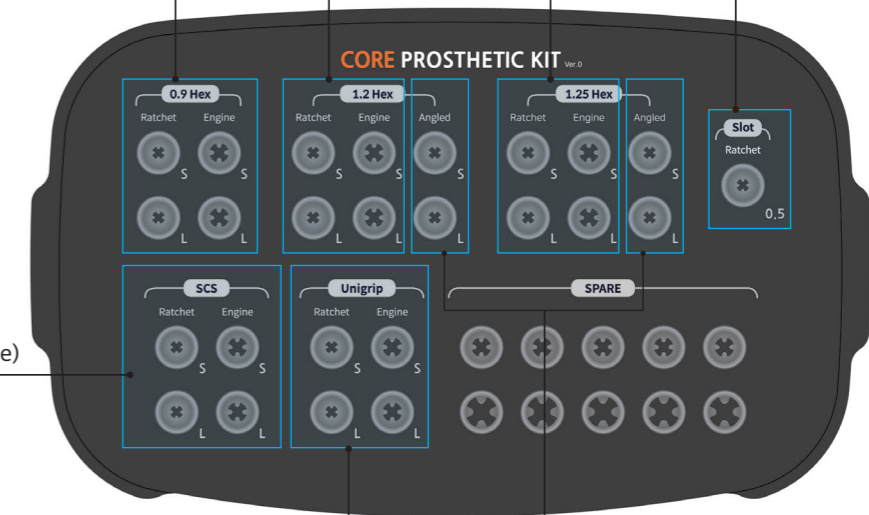 CORE PROSTHETIC KIT Ver.0
0.9 Hex
Ratchet Engine
S S
L L
1.2 Hex
Ratchet Engine Angled
S S S
L L L
1.25 Hex
Ratchet Engine Angled
S S S
L L L
Slot
Ratchet
0.5
SCS
Ratchet Engine
S S
L L
Unigrip
Ratchet Engine
S S
L L
SPARE
e)